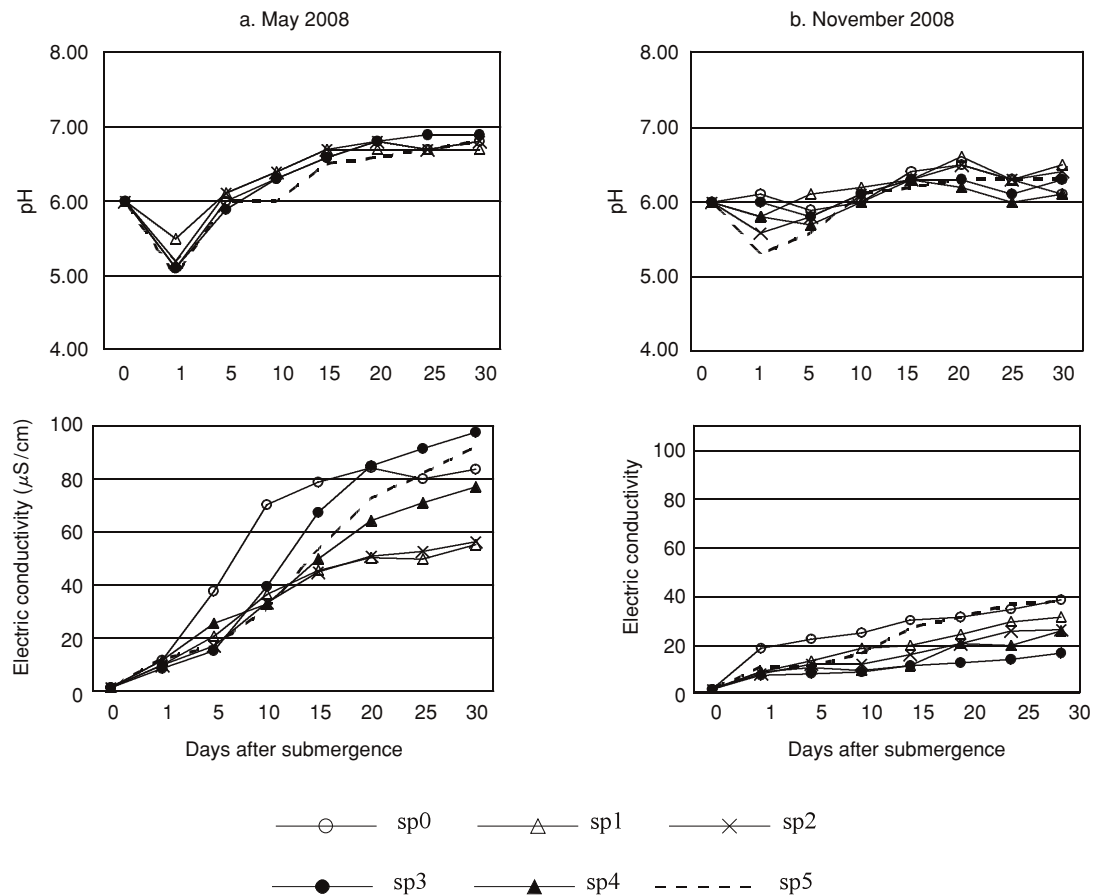 a. May 2008
8.00
7.00
6.00
5.00
4.00
pH
0 1 5 10 15 20 25 30
b. November 2008
8.00
7.00
6.00
5.00
4.00
pH
0 1 5 10 15 20 25 30
100
80
60
40
20
0
Electric conductivity (μS/cm)
0 1 5 10 15 20 25 30
Days after submergence
100
80
60
40
20
0
Electric conductivity
0 1 5 10 15 20 25 30
Days after submergence
sp0 sp1 sp2
sp3 sp4 sp5